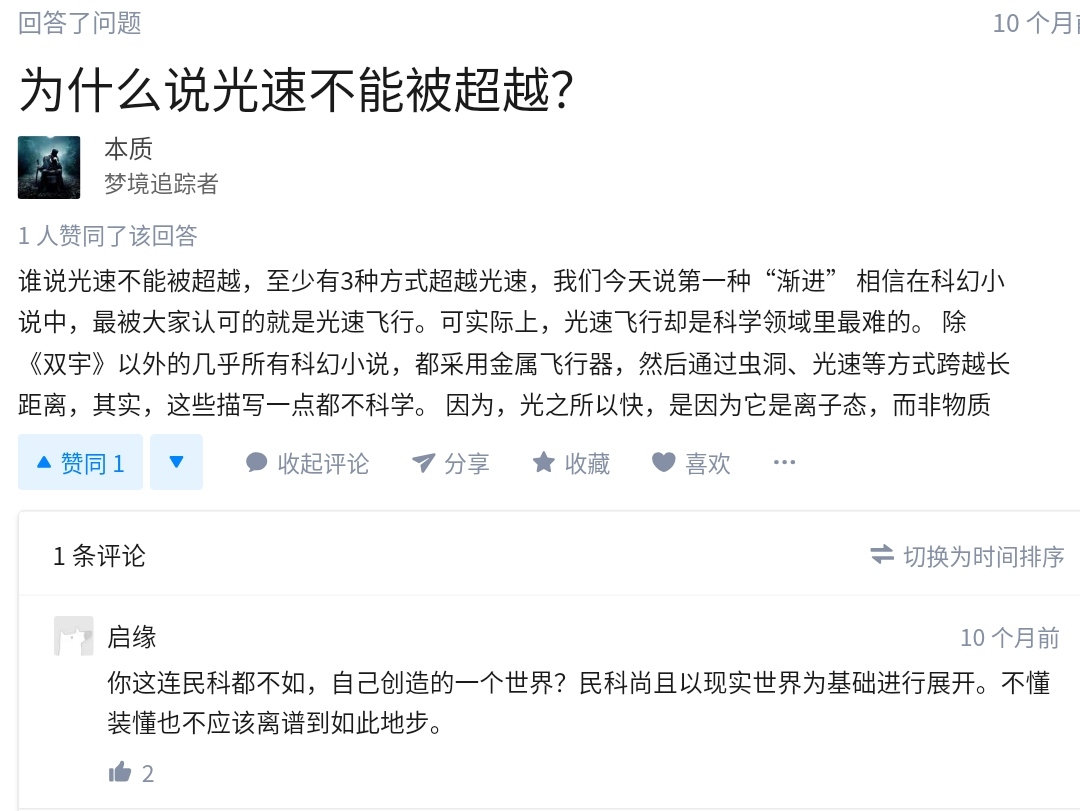 回答了问题
10 个月前
为什么说光速不能被超越?
本质
梦境追踪者
1 人赞同了该回答
谁说光速不能被超越，至少有3种方式超越光速，我们今天说第一种“渐进” 相信在科幻小
说中，最被大家认可的就是光速飞行。可实际上，光速飞行却是科学领域里最难的。 除
《双宇》以外的几乎所有科幻小说，都采用金属飞行器，然后通过虫洞、光速等方式跨越长
距离，其实，这些描写一点都不科学。 因为，光之所以快，是因为它是离子态，而非物质
赞同 1
收起评论
分享
收藏
喜欢
1 条评论
切换为时间排序
启缘
10 个月前
你这连民科都不如，自己创造的一个世界？民科尚且以现实世界为基础进行展开。不懂
装懂也不应该离谱到如此地步。
2